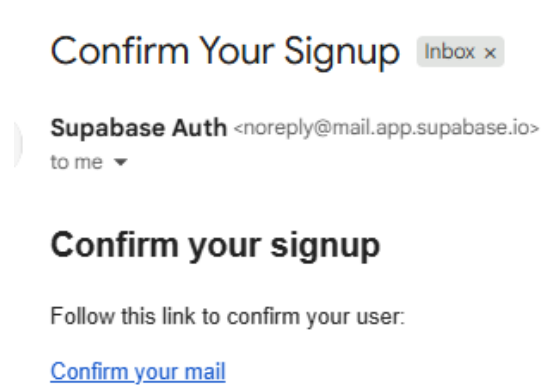 Confirm Your Signup Inbox x
Supabase Auth <noreply@mail.app.supabase.io>
to me
Confirm your signup
Follow this link to confirm your user:
Confirm your mail